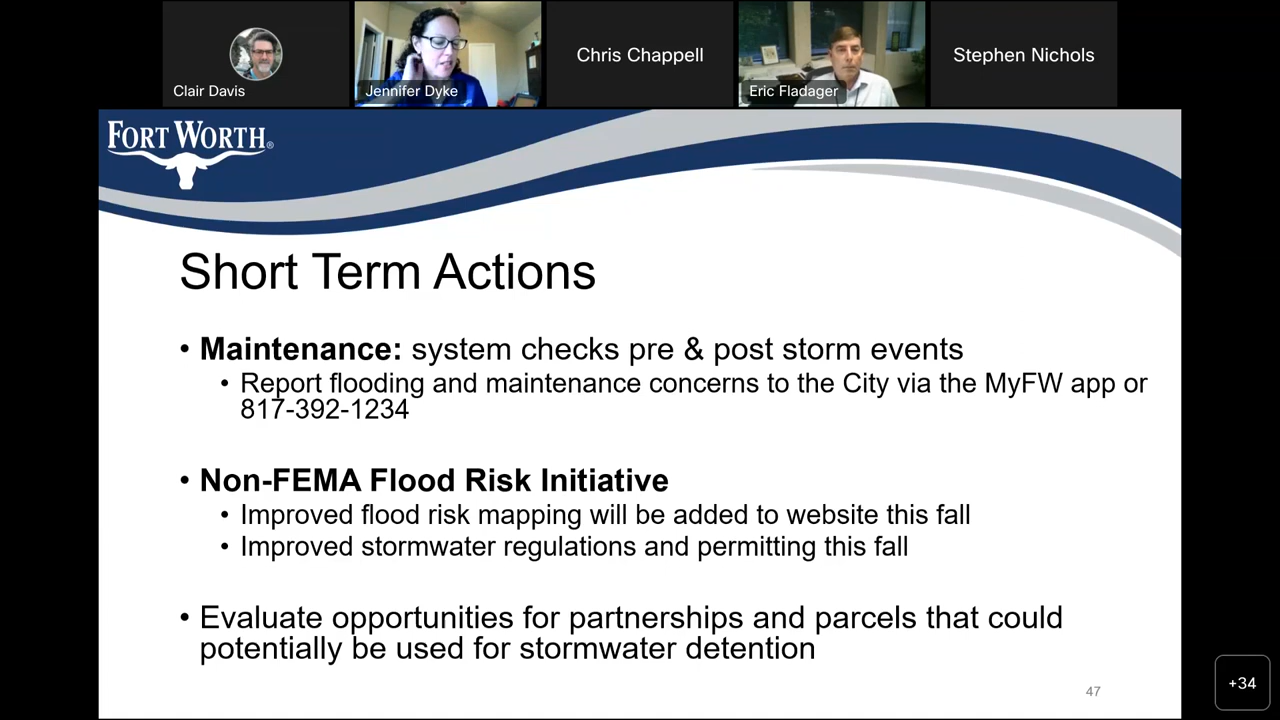 Clair Davis
Jennifer Dyke
Chris Chappell
Eric Fladager
Stephen Nichols
FORT WORTH®
Short Term Actions
• Maintenance: system checks pre & post storm events
• Report flooding and maintenance concerns to the City via the MyFW app or
817-392-1234
• Non-FEMA Flood Risk Initiative
• Improved flood risk mapping will be added to website this fall
• Improved stormwater regulations and permitting this fall
• Evaluate opportunities for partnerships and parcels that could
potentially be used for stormwater detention
47
+34